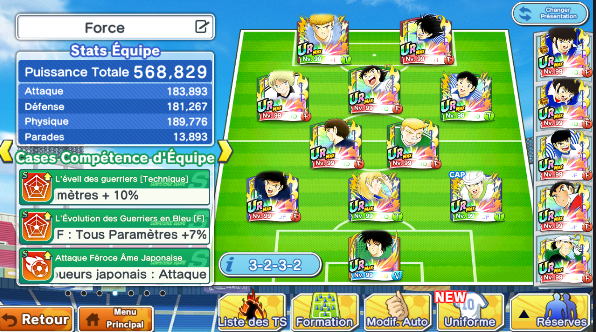 Force
Changer
Présentation
Stats Équipe
Puissance Totale 568,829
Attaque 183,893
Défense 181,267
Physique 189,776
Parades 13,893
Cases Compétence d'Équipe
L'éveil des guerriers [Technique]
mètres + 10%
L'Évolution des Guerriers en Bleu [F]
F : Tous Paramètres +7%
Attaque Féroce Âme Japonaise
oueurs japonais : Attaque
CAP
3-2-3-2
Retour
Menu
Principal
Liste des TS
Formation
Modif. Auto
NEW
Uniforme
Réserves